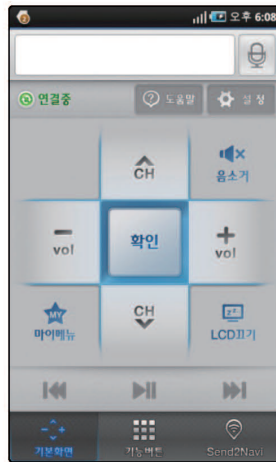 오후 6:08
연결중
도움말
설정
CH
음소거
vol
확인
vol
MY
마이메뉴
CH
LCD끄기
기본화면
기능버튼
Send2Navi